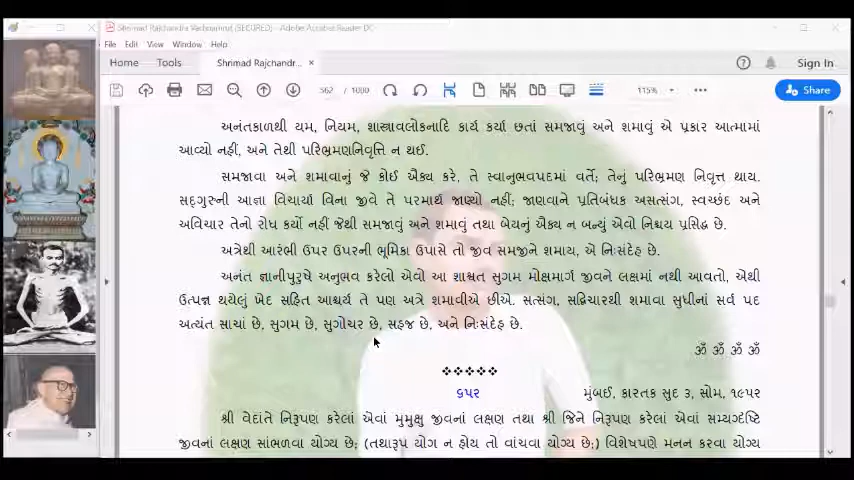 Shrimad Rajchandra Vachnamrut (SECURED) - Adobe Acrobat Reader DC
File Edit View Window Help
Home Tools Shrimad Rajchandr... × Sign In
562 / 1000 115% Share
અનંતકાળથી યમ, નિયમ, શાસ્ત્રાવલોકનાદિ કાર્ય કર્યા છતાં સમજાવું અને શમાવું એ પ્રકાર આત્મામાં
આવ્યો નહીં, અને તેથી પરિભ્રમણનિવૃત્તિ ન થઈ.
સમજાવા અને શમાવાનું જે કોઈ ઐક્ય કરે, તે સ્વાનુભવપદમાં વર્તે; તેનું પરિભ્રમણ નિવૃત્ત થાય.
સદ્ગુરુની આજ્ઞા વિચાર્યા વિના જીવે તે પરમાર્થ જાણ્યો નહીં; જાણવાને પ્રતિબંધક અસત્સંગ, સ્વચ્છંદ અને
અવિચાર તેનો રોધ કર્યો નહીં જેથી સમજાવું અને શમાવું તથા બેયનું ઐક્ય ન બન્યું એવો નિશ્ચય પ્રસિદ્ધ છે.
અત્રેથી આરંભી ઉપર ઉપરની ભૂમિકા ઉપાસે તો જીવ સમજીને શમાય, એ નિઃસંદેહ છે.
અનંત જ્ઞાનીપુરુષે અનુભવ કરેલો એવો આ શાશ્વત સુગમ મોક્ષમાર્ગ જીવને લક્ષમાં નથી આવતો, એથી
ઉત્પન્ન થયેલું ખેદ સહિત આશ્ચર્ય તે પણ અત્રે શમાવીએ છીએ. સત્સંગ, સદ્વિચારથી શમાવા સુધીનાં સર્વ પદ
અત્યંત સાચાં છે, સુગમ છે, સુગોચર છે, સહજ છે, અને નિઃસંદેહ છે.
ૐ ૐ ૐ ૐ
૬૫૨ મુંબઈ, કારતક સુદ ૩, સોમ, ૧૯૫૨
શ્રી વેદાંતે નિરૂપણ કરેલાં એવાં મુમુક્ષુ જીવનાં લક્ષણ તથા શ્રી જિને નિરૂપણ કરેલાં એવાં સમ્યગ્દષ્ટિ
જીવનાં લક્ષણ સાંભળવા યોગ્ય છે; (તથારૂપ યોગ ન હોય તો વાંચવા યોગ્ય છે;) વિશેષપણે મનન કરવા યોગ્ય